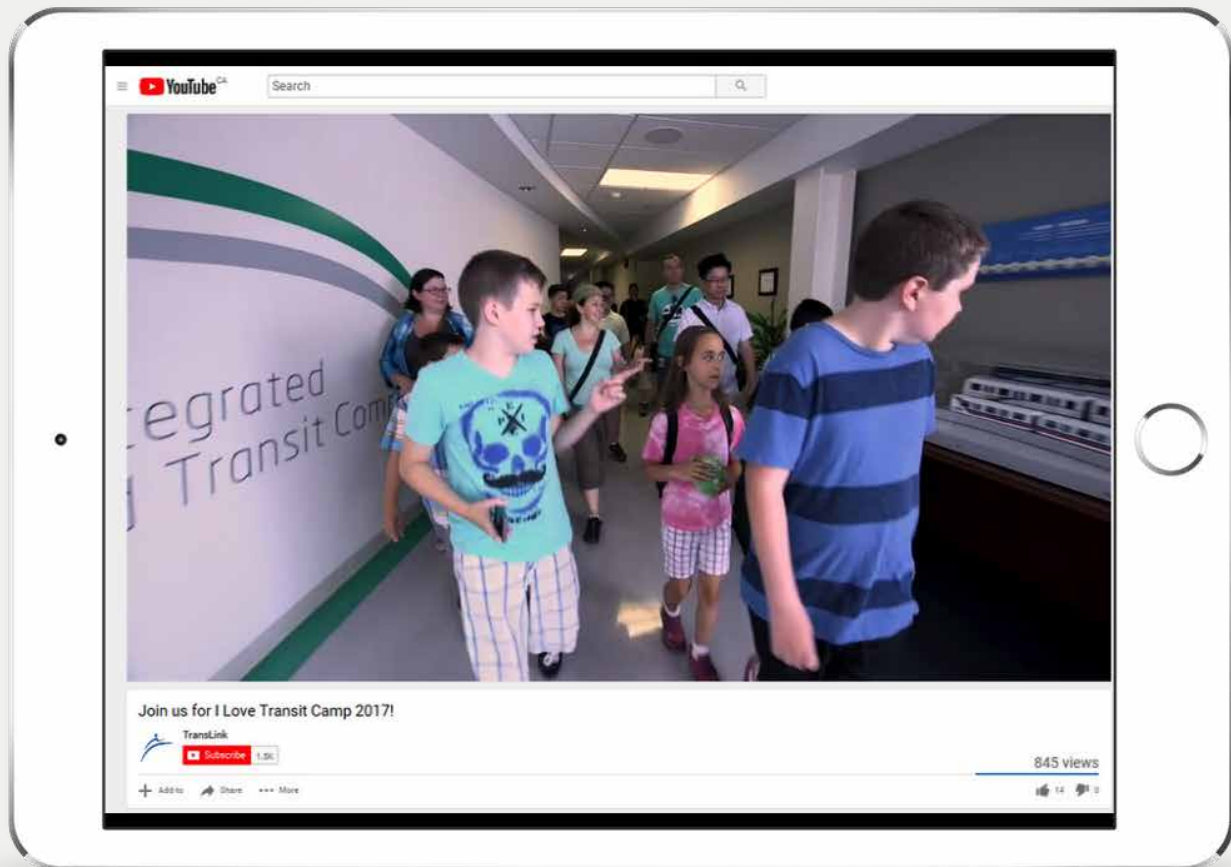 YouTube CA
Search
tegrated
Transit Com
Join us for I Love Transit Camp 2017!
TransLink
Subscribe 1.5K
845 views
Add to Share More
14 0